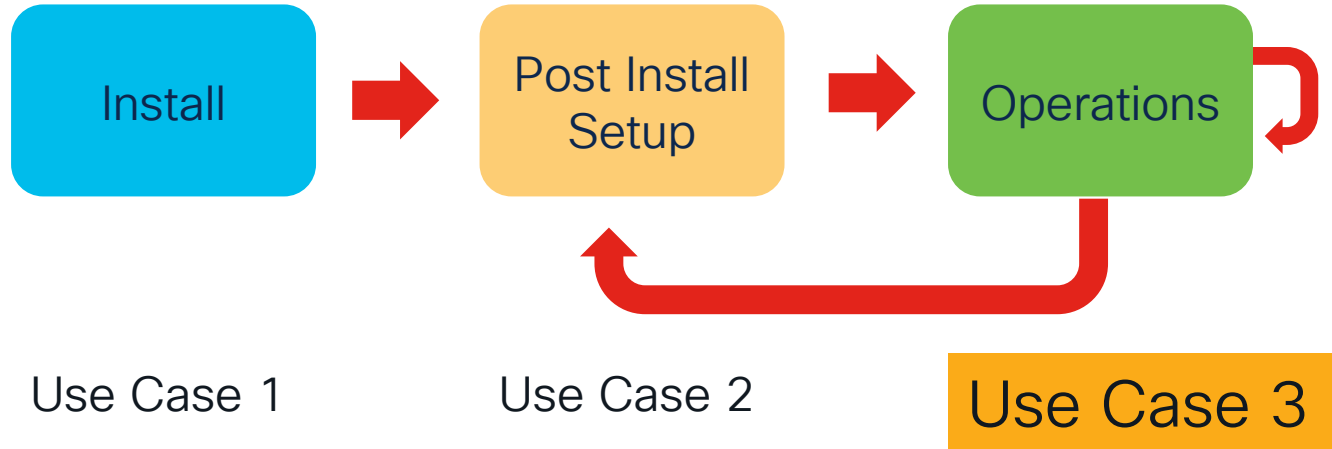 Install
Post Install
Setup
Operations
Use Case 1
Use Case 2
Use Case 3